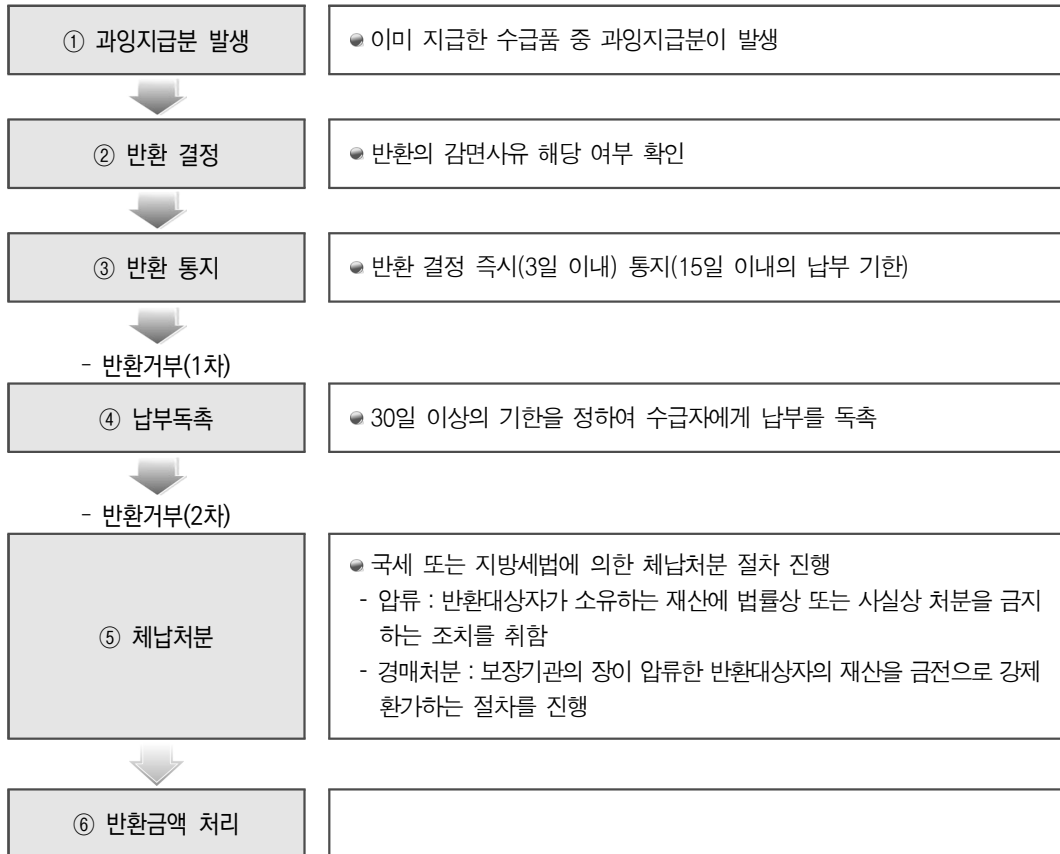 ① 과잉지급분 발생
● 이미 지급한 수급품 중 과잉지급분이 발생
② 반환 결정
● 반환의 감면사유 해당 여부 확인
③ 반환 통지
● 반환 결정 즉시(3일 이내) 통지(15일 이내의 납부 기한)
- 반환거부(1차)
④ 납부독촉
● 30일 이상의 기한을 정하여 수급자에게 납부를 독촉
- 반환거부(2차)
⑤ 체납처분
● 국세 또는 지방세법에 의한 체납처분 절차 진행
- 압류 : 반환대상자가 소유하는 재산에 법률상 또는 사실상 처분을 금지
하는 조치를 취함
- 경매처분 : 보장기관의 장이 압류한 반환대상자의 재산을 금전으로 강제
환가하는 절차를 진행
⑥ 반환금액 처리